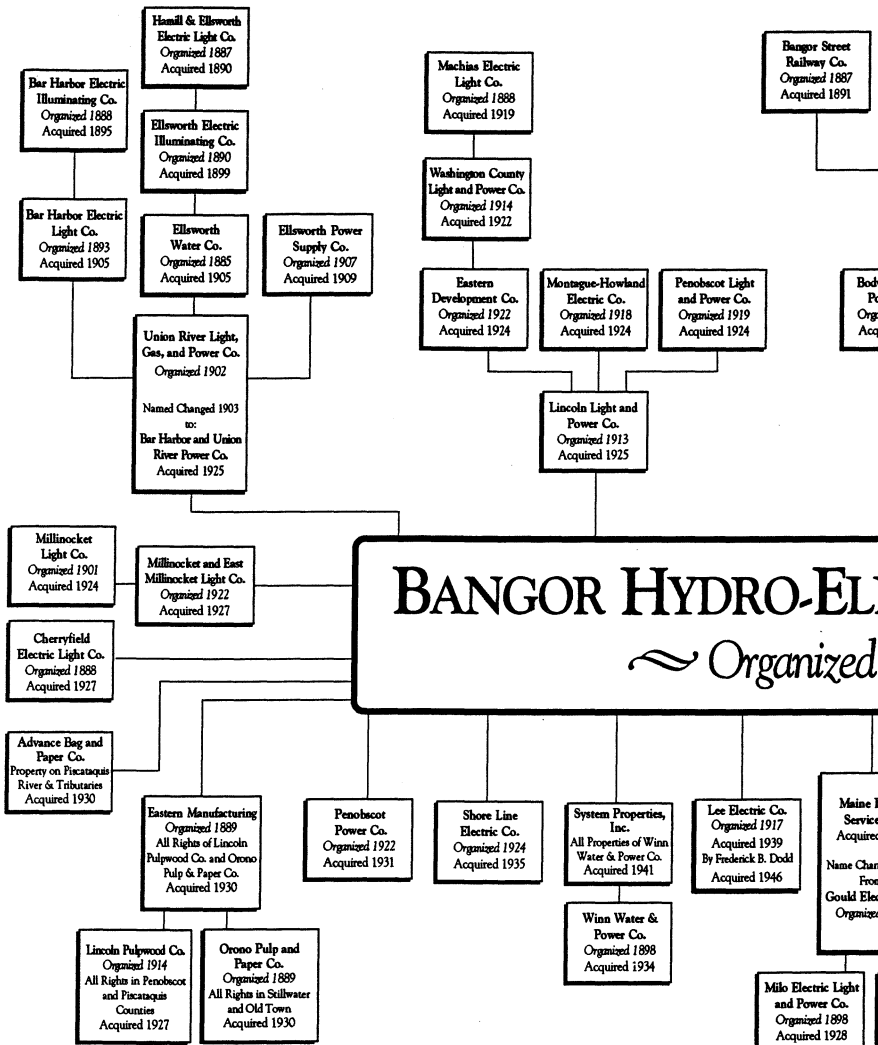 Hamill & Ellsworth
Electric Light Co.
Organized 1887
Acquired 1890
Bar Harbor Electric
Illuminating Co.
Organized 1888
Acquired 1895
Ellsworth Electric
Illuminating Co.
Organized 1890
Acquired 1899
Bar Harbor Electric
Light Co.
Organized 1893
Acquired 1905
Ellsworth
Water Co.
Organized 1885
Acquired 1905
Ellsworth Power
Supply Co.
Organized 1907
Acquired 1909
Union River Light,
Gas, and Power Co.
Organized 1902
Named Changed 1903
to:
Bar Harbor and Union
River Power Co.
Acquired 1925
Machias Electric
Light Co.
Organized 1888
Acquired 1919
Washington County
Light and Power Co.
Organized 1914
Acquired 1922
Eastern
Development Co.
Organized 1922
Acquired 1924
Montague-Howland
Electric Co.
Organized 1918
Acquired 1924
Penobscot Light
and Power Co.
Organized 1919
Acquired 1924
Lincoln Light and
Power Co.
Organized 1913
Acquired 1925
Bangor Street
Railway Co.
Organized 1887
Acquired 1891
Bod
Po
Orga
Acq
Millinocket
Light Co.
Organized 1901
Acquired 1924
Millinocket and East
Millinocket Light Co.
Organized 1922
Acquired 1927
BANGOR HYDRO-EL
Organized
Cherryfield
Electric Light Co.
Organized 1888
Acquired 1927
Advance Bag and
Paper Co.
Property on Piscataquis
River & Tributaries
Acquired 1930
Eastern Manufacturing
Organized 1889
All Rights of Lincoln
Pulpwood Co. and Orono
Pulp & Paper Co.
Acquired 1930
Lincoln Pulpwood Co.
Organized 1914
All Rights in Penobscot
and Piscataquis
Counties
Acquired 1927
Orono Pulp and
Paper Co.
Organized 1889
All Rights in Stillwater
and Old Town
Acquired 1930
Penobscot
Power Co.
Organized 1922
Acquired 1931
Shore Line
Electric Co.
Organized 1924
Acquired 1935
System Properties,
Inc.
All Properties of Winn
Water & Power Co.
Acquired 1941
Winn Water &
Power Co.
Organized 1898
Acquired 1934
Lee Electric Co.
Organized 1917
Acquired 1939
By Frederick B. Dodd
Acquired 1946
Maine
Service
Acquired
Name Chan
From
Gould Elec
Organized
Milo Electric Light
and Power Co.
Organized 1898
Acquired 1928